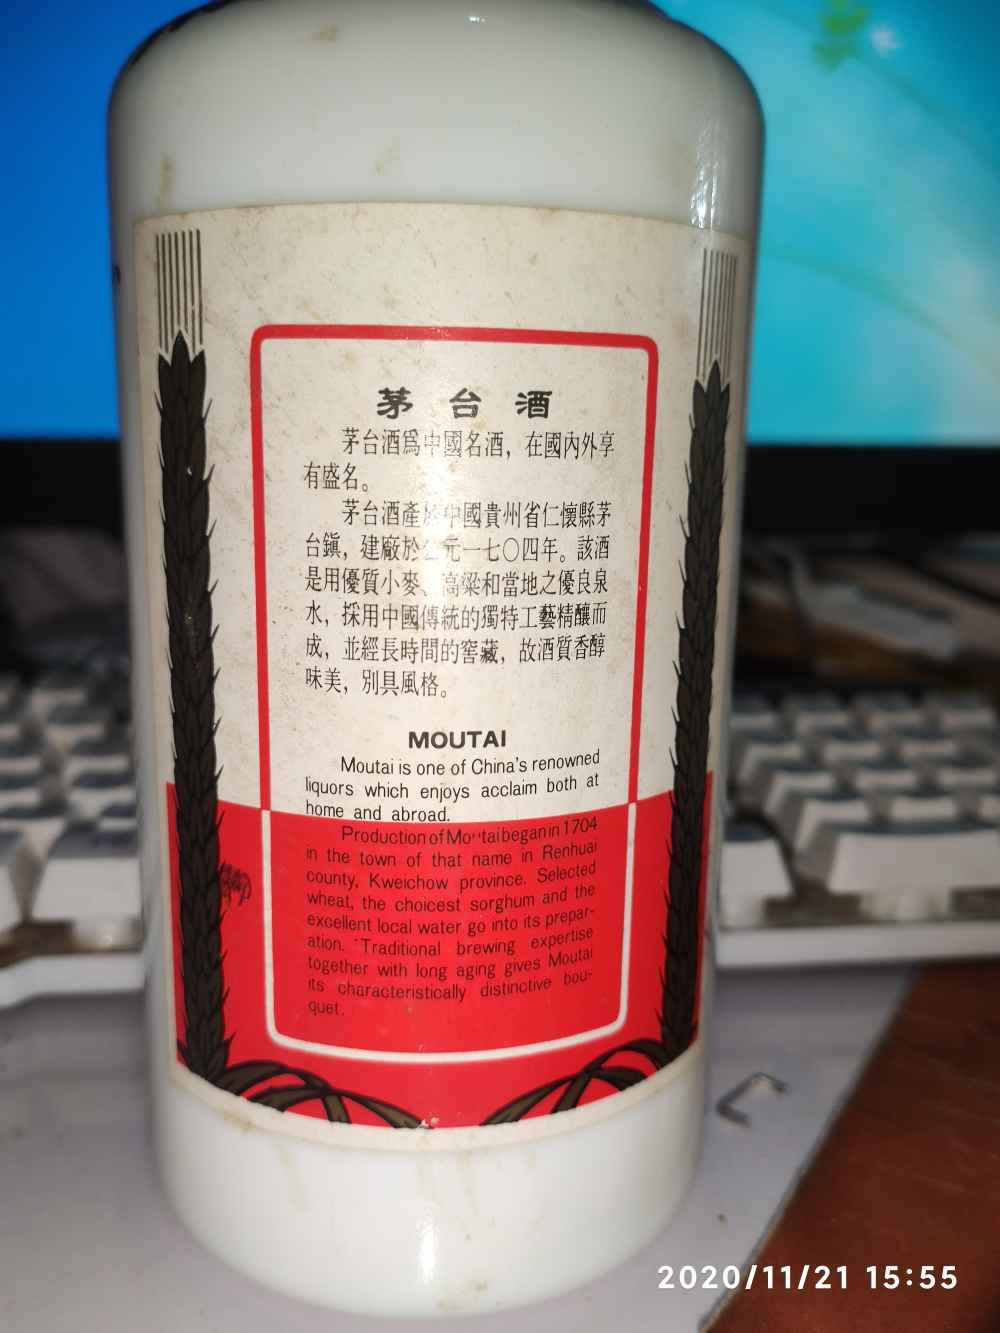 茅台酒
茅台酒爲中國名酒，在國內外享
有盛名。
茅台酒產於中國貴州省仁懷縣茅
台鎮，建廠於公元一七〇四年。該酒
是用優質小麥、高粱和當地之優良泉
水，採用中國傳統的獨特工藝精釀而
成，並經長時間的窖藏，故酒質香醇
味美，別具風格。
MOUTAI
Moutai is one of China's renowned
liquors which enjoys acclaim both at
home and abroad.
Production of Moutai began in 1704
in the town of that name in Renhuai
county, Kweichow province. Selected
wheat, the choicest sorghum and the
excellent local water go into its prepar-
ation. Traditional brewing expertise
together with long aging gives Moutai
its characteristically distinctive bou-
quet.
2020/11/21 15:55